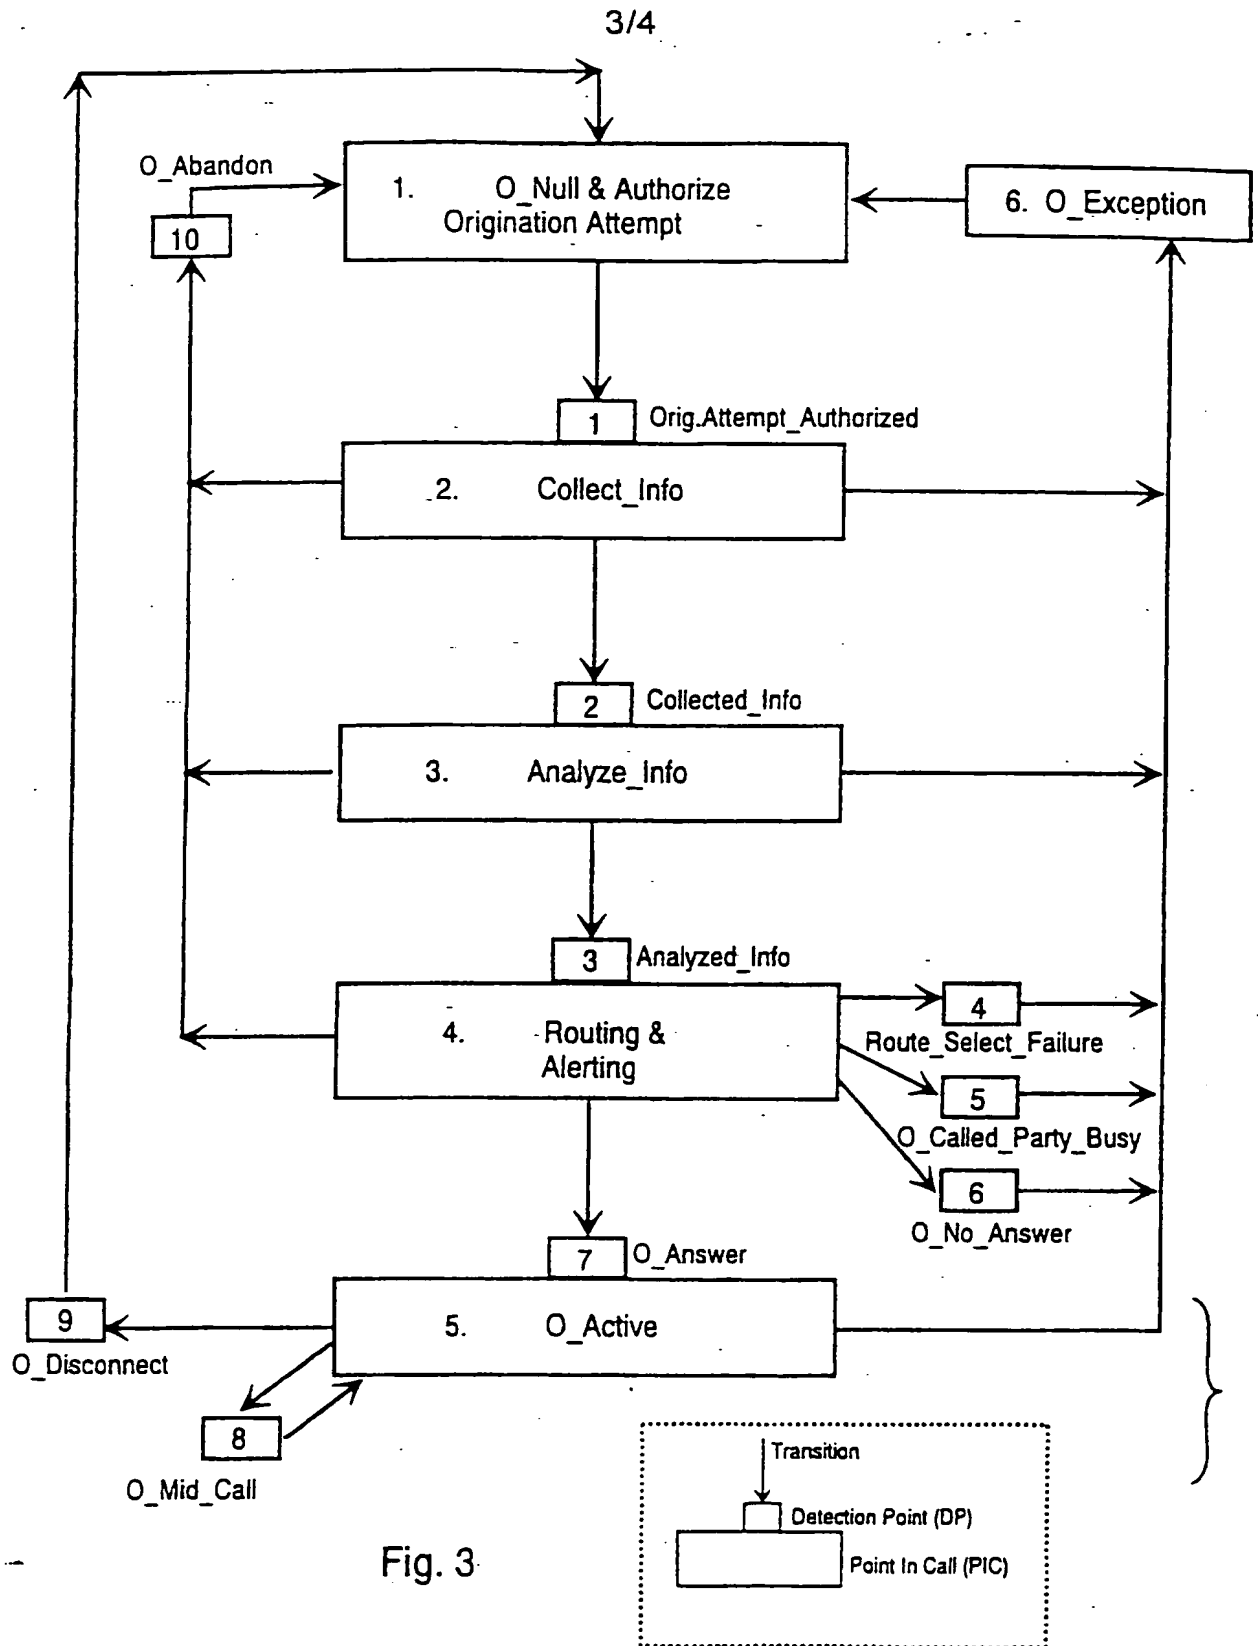 3/4
O_Abandon
10
1. O_Null & Authorize
Origination Attempt
6. O_Exception
1
Orig.Attempt_Authorized
2. Collect_Info
2
Collected_Info
3. Analyze_Info
3
Analyzed_Info
4. Routing &
Alerting
4
Route_Select_Failure
5
O_Called_Party_Busy
6
O_No_Answer
7
O_Answer
5. O_Active
9
O_Disconnect
8
O_Mid_Call
Transition
Detection Point (DP)
Point In Call (PIC)
Fig. 3